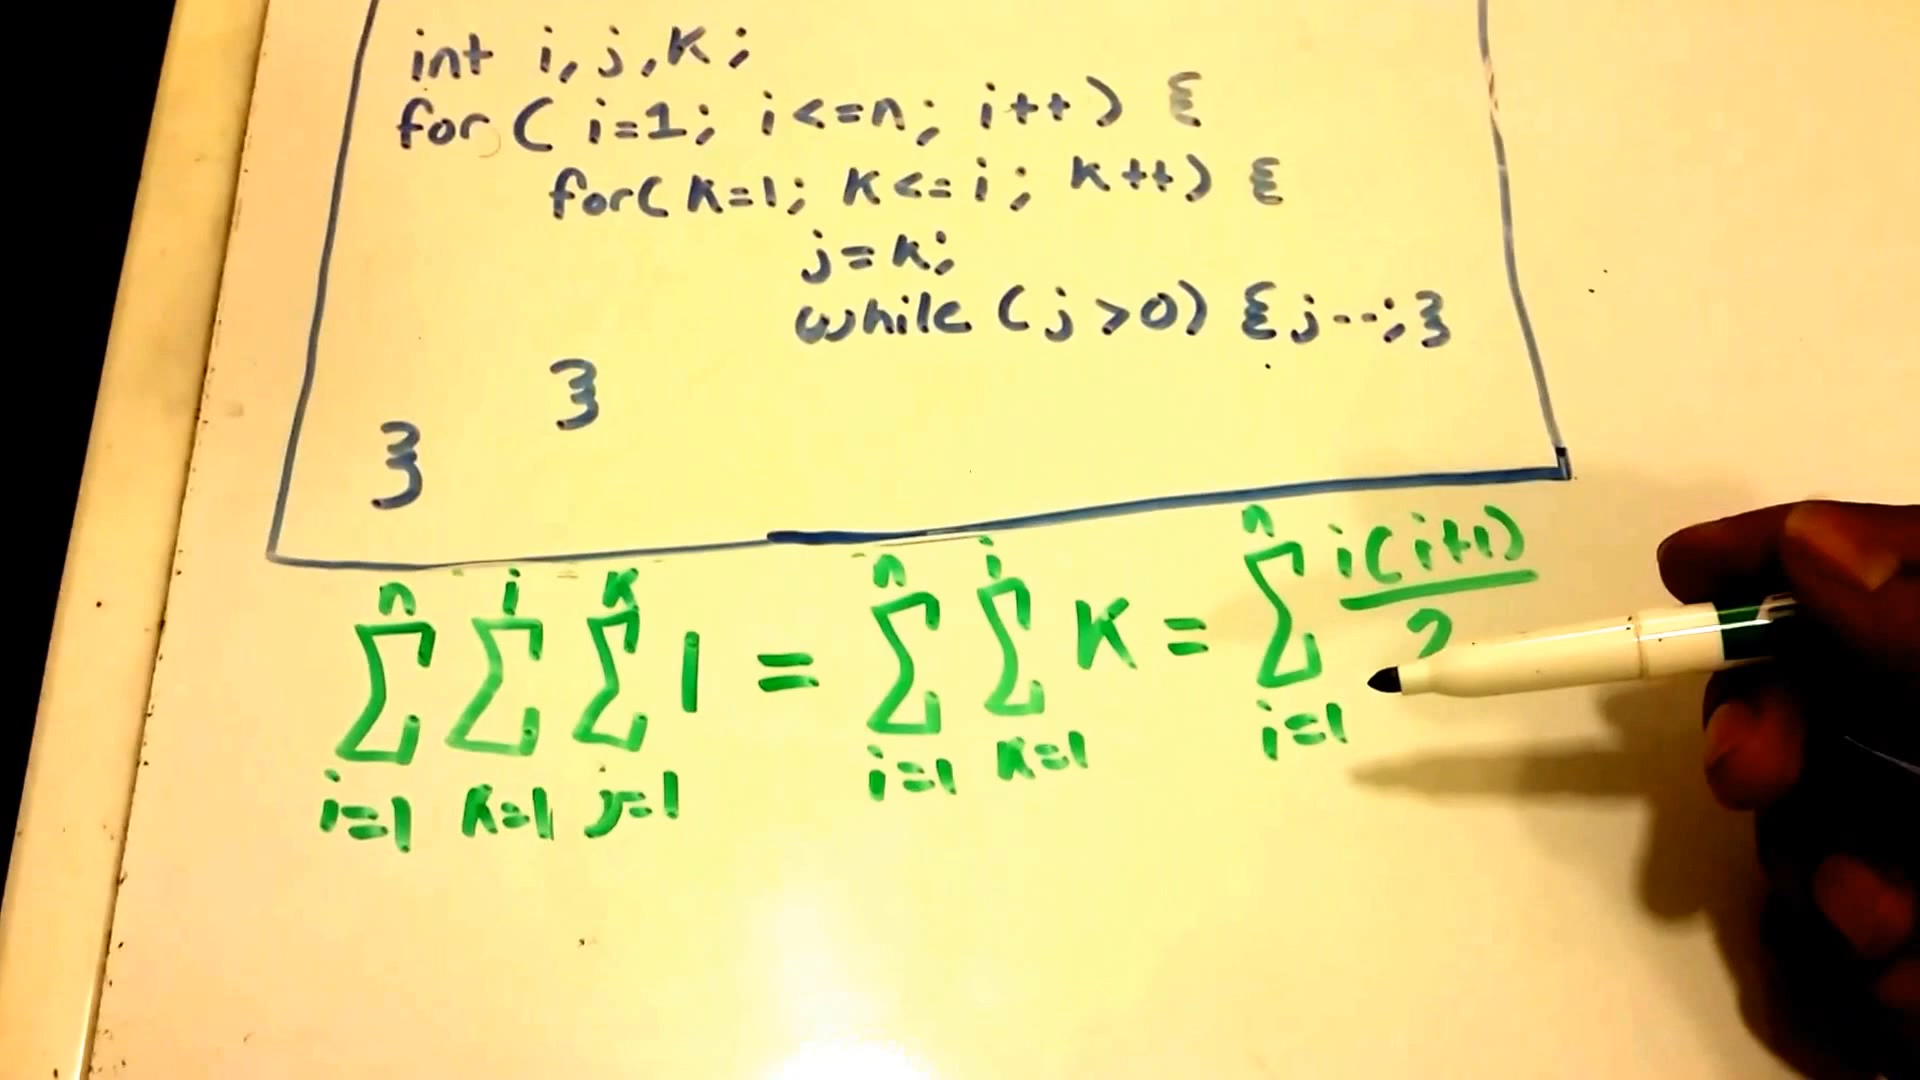 int i, j, K;
for ( i=1; i<=n; i++) {
for( K=1; K<=i; K++) {
j=K;
while (j>0) {j--;}
}
}
n i K n i n i(i+1)
∑ ∑ ∑ 1 = ∑ ∑ K = ∑ 2
i=1 K=1 j=1 i=1 K=1 i=1